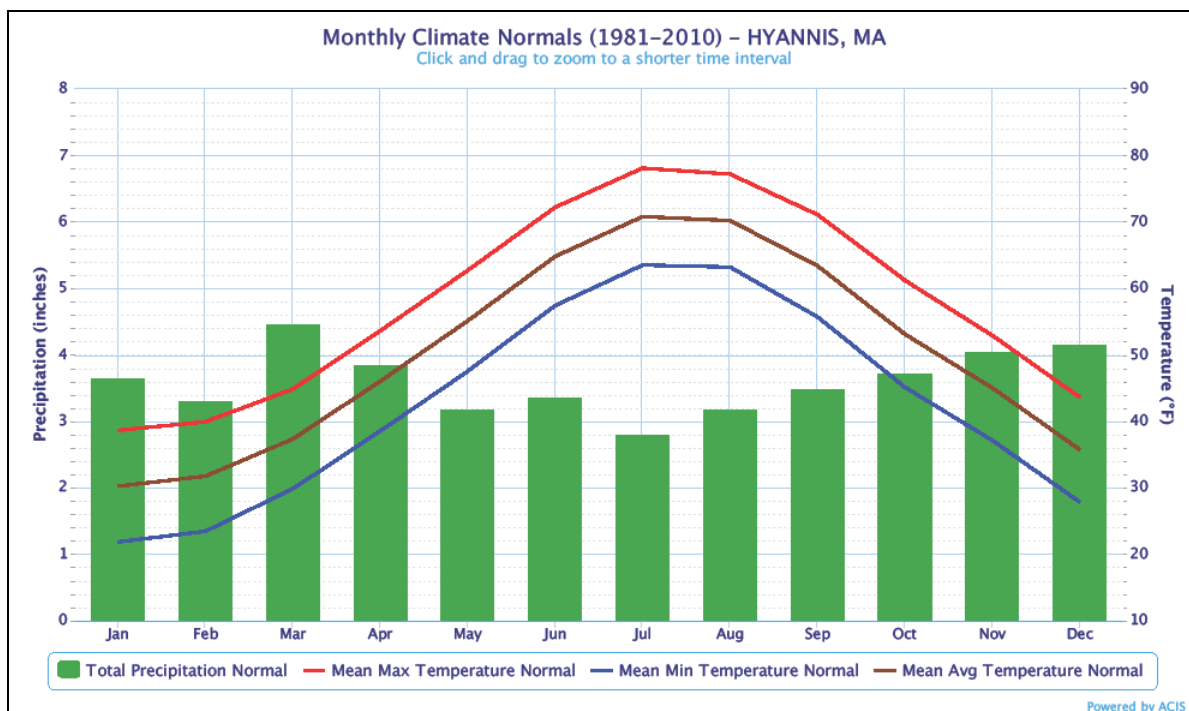 Monthly Climate Normals (1981–2010) – HYANNIS, MA
Click and drag to zoom to a shorter time interval
Precipitation (inches)
8
7
6
5
4
3
2
1
0
90
80
70
60
50
40
30
20
10
Temperature (°F)
Jan Feb Mar Apr May Jun Jul Aug Sep Oct Nov Dec
Total Precipitation Normal Mean Max Temperature Normal Mean Min Temperature Normal Mean Avg Temperature Normal
Powered by ACIS